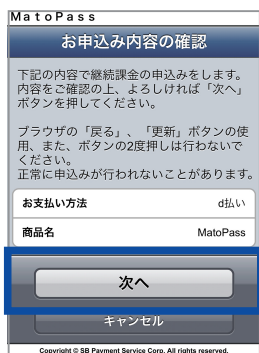 MatoPass
お申込み内容の確認
下記の内容で継続課金の申込みをします。
内容をご確認の上、よろしければ「次へ」
ボタンを押してください。
ブラウザの「戻る」、「更新」ボタンの使
用、また、ボタンの2度押しは行わないで
ください。
正常に申込みが行われないことがあります。
お支払い方法 d払い
商品名 MatoPass
次へ
キャンセル
Copyright © SB Payment Service Corp. All rights reserved.